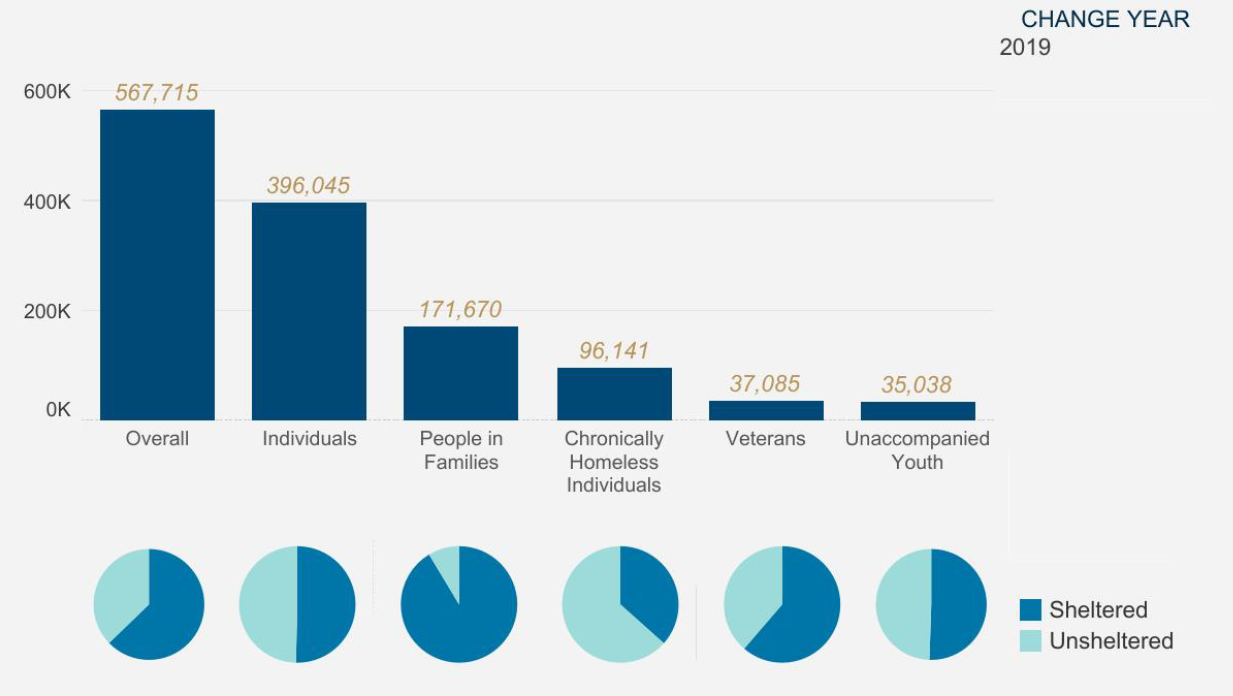 CHANGE YEAR
2019
600K
567,715
396,045
400K
171,670
200K
96,141
37,085
35,038
0K
Overall
Individuals
People in
Families
Chronically
Homeless
Individuals
Veterans
Unaccompanied
Youth
Sheltered
Unsheltered